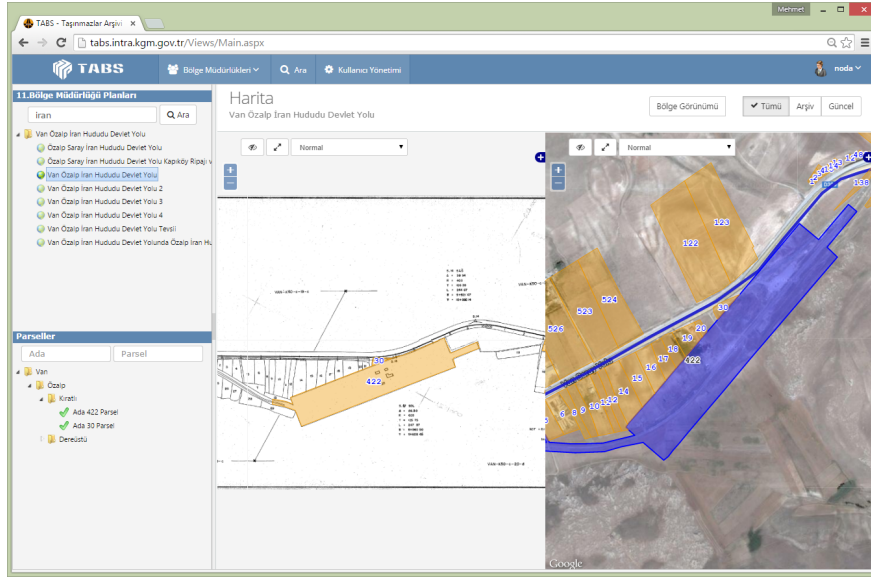 Mehmet
TABS - Taşınmazlar Arşivi
tabs.intra.kgm.gov.tr/Views/Main.aspx
TABS
Bölge Müdürlükleri
Ara
Kullanıcı Yönetimi
noda
11.Bölge Müdürlüğü Planları
iran
Ara
Van Özalp İran Hududu Devlet Yolu
Özalp Saray İran Hududu Devlet Yolu
Özalp Saray İran Hududu Devlet Yolu Kapıköy Ripajı v
Van Özalp İran Hududu Devlet Yolu
Van Özalp İran Hududu Devlet Yolu 2
Van Özalp İran Hududu Devlet Yolu 3
Van Özalp İran Hududu Devlet Yolu 4
Van Özalp İran Hududu Devlet Yolu Tevsii
Van Özalp İran Hududu Devlet Yolunda Özalp İran Hu
Parseller
Ada
Parsel
Van
Özalp
Kıratlı
Ada 422 Parsel
Ada 30 Parsel
Dereüstü
Harita
Van Özalp İran Hududu Devlet Yolu
Bölge Görünümü
Tümü
Arşiv
Güncel
Normal
30
422
Normal
148
138
123
122
524
523
526
30
20
19
18
422
17
16
15
14
12
10
9
8
6
Google